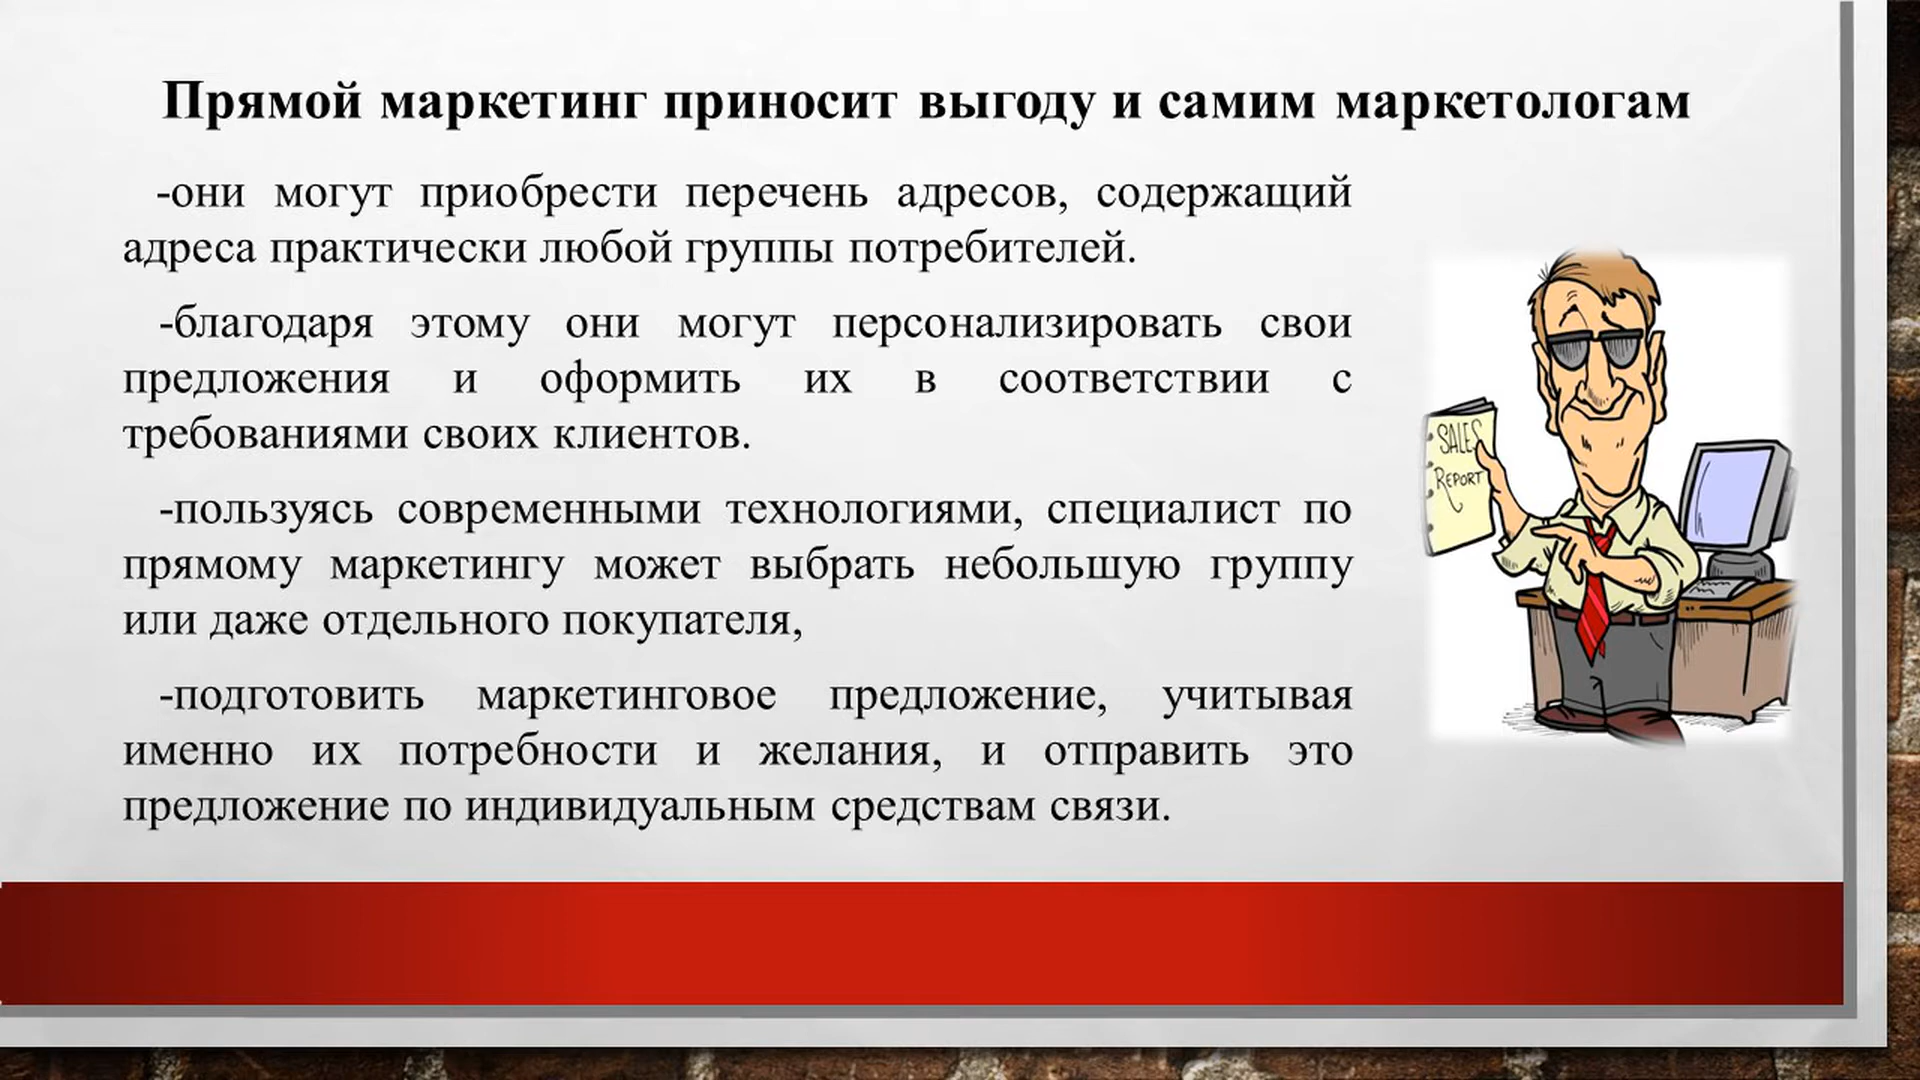 Прямой маркетинг приносит выгоду и самим маркетологам
-они могут приобрести перечень адресов, содержащий
адреса практически любой группы потребителей.
-благодаря этому они могут персонализировать свои
предложения и оформить их в соответствии с
требованиями своих клиентов.
-пользуясь современными технологиями, специалист по
прямому маркетингу может выбрать небольшую группу
или даже отдельного покупателя,
-подготовить маркетинговое предложение, учитывая
именно их потребности и желания, и отправить это
предложение по индивидуальным средствам связи.
SALES
REPORT